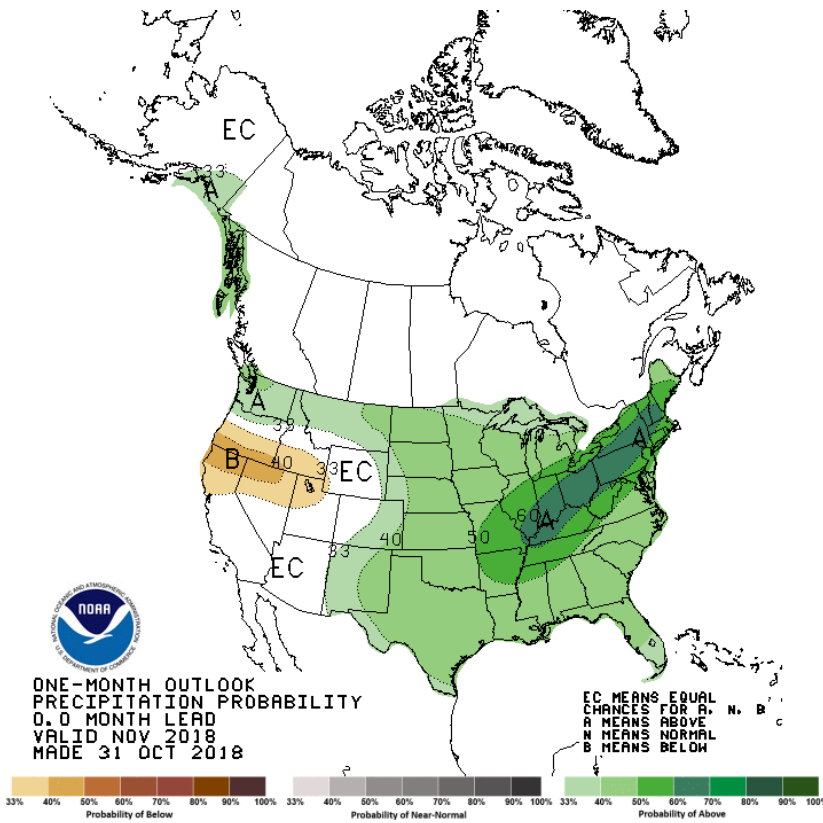 EC
33
A
A
33
B
40
33
EC
A
60
A
50
40
33
EC
NATIONAL OCEANIC AND ATMOSPHERIC ADMINISTRATION
NOAA
U.S. DEPARTMENT OF COMMERCE
ONE-MONTH OUTLOOK
PRECIPITATION PROBABILITY
0.0 MONTH LEAD
VALID NOV 2018
MADE 31 OCT 2018
EC MEANS EQUAL
CHANCES FOR A, N, B
A MEANS ABOVE
N MEANS NORMAL
B MEANS BELOW
33% 40% 50% 60% 70% 80% 90% 100%
Probability of Below
33% 40% 50% 60% 70% 80% 90% 100%
Probability of Near-Normal
33% 40% 50% 60% 70% 80% 90% 100%
Probability of Above